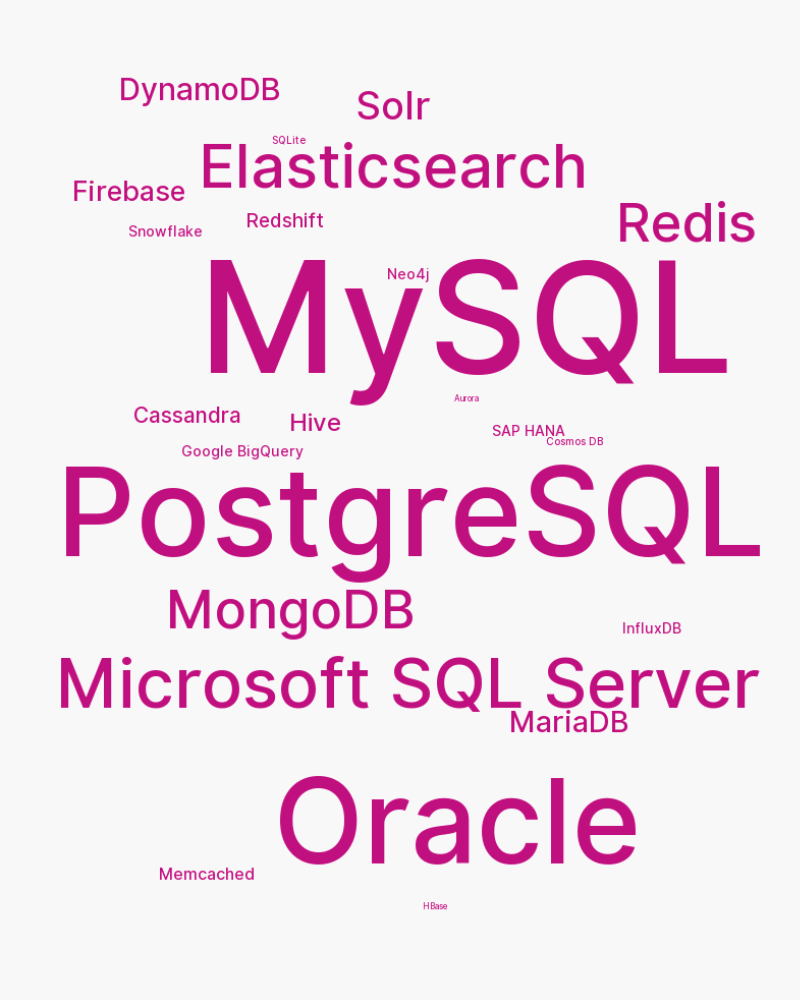 DynamoDB
Solr
SQLite
Elasticsearch
Firebase
Redshift
Redis
Snowflake
Neo4j
MySQL
Aurora
Cassandra
Hive
SAP HANA
Cosmos DB
Google BigQuery
PostgreSQL
MongoDB
InfluxDB
Microsoft SQL Server
MariaDB
Oracle
Memcached
HBase